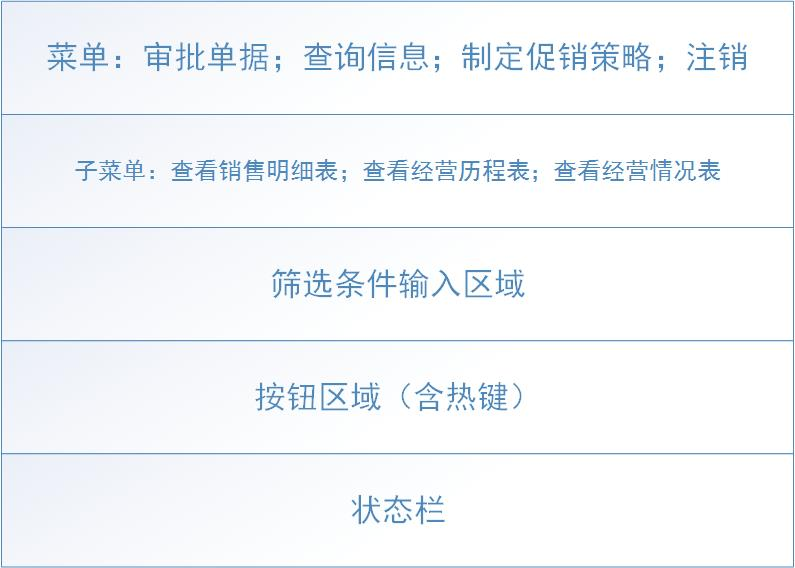 菜单：审批单据；查询信息；制定促销策略；注销
子菜单：查看销售明细表；查看经营历程表；查看经营情况表
筛选条件输入区域
按钮区域（含热键）
状态栏